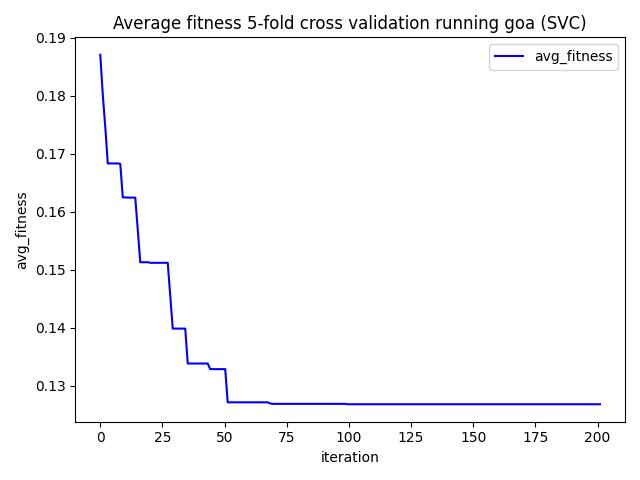 Average fitness 5-fold cross validation running goa (SVC)
avg_fitness
0.19
0.18
0.17
0.16
0.15
0.14
0.13
avg_fitness
0 25 50 75 100 125 150 175 200
iteration